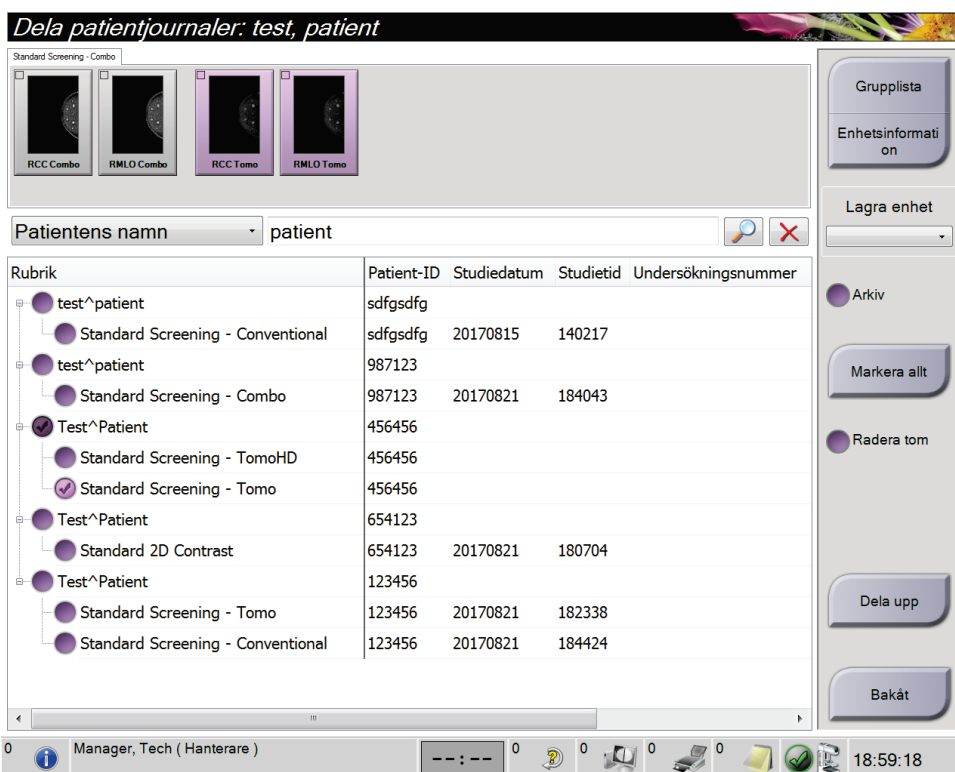 Dela patientjournaler: test, patient
Standard Screening - Combo
RCC Combo
RMLO Combo
RCC Tomo
RMLO Tomo
Grupplista
Enhetsinformati
on
Lagra enhet
Patientens namn
patient
Rubrik Patient-ID Studiedatum Studietid Undersökningsnummer
test^patient sdfgsdfg
Standard Screening - Conventional sdfgsdfg 20170815 140217
test^patient 987123
Standard Screening - Combo 987123 20170821 184043
Test^Patient 456456
Standard Screening - TomoHD 456456
Standard Screening - Tomo 456456
Test^Patient 654123
Standard 2D Contrast 654123 20170821 180704
Test^Patient 123456
Standard Screening - Tomo 123456 20170821 182338
Standard Screening - Conventional 123456 20170821 184424
Arkiv
Markera allt
Radera tom
Dela upp
Bakåt
0 Manager, Tech ( Hanterare ) --:-- 0 0 0 0 18:59:18